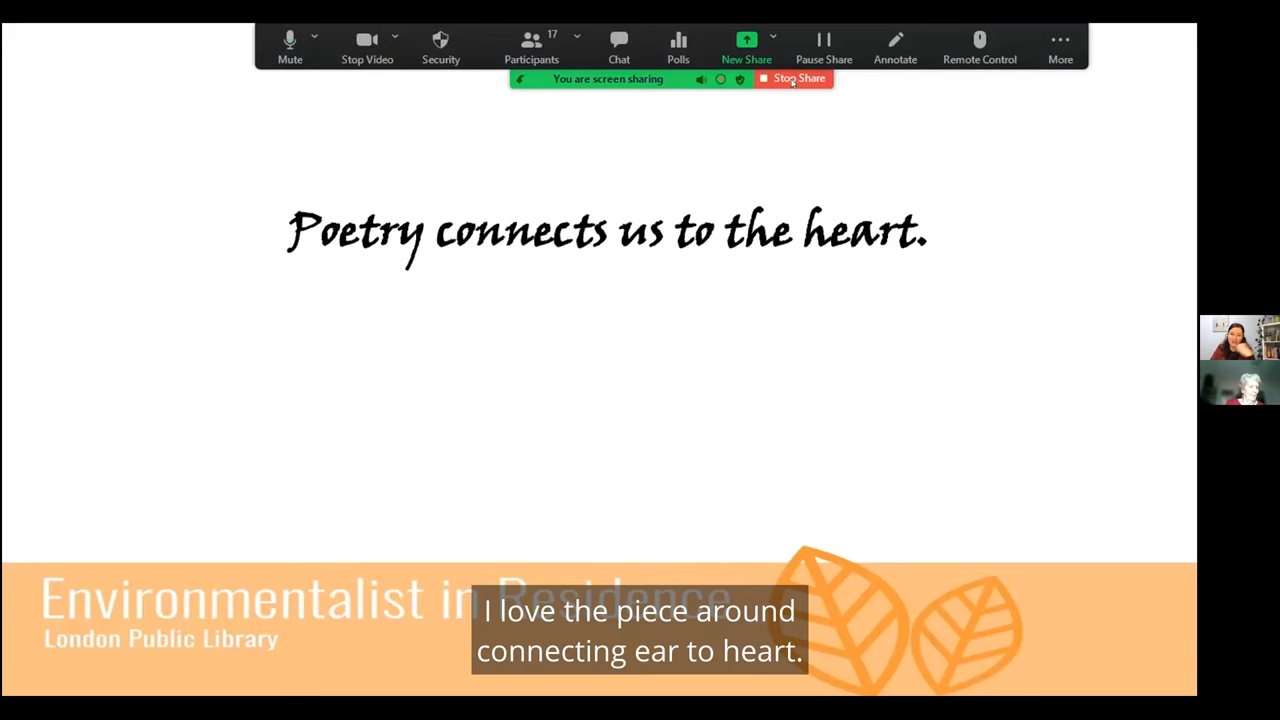 17
Mute
Stop Video
Security
Participants
Chat
Polls
New Share
Pause Share
Annotate
Remote Control
More
You are screen sharing
Stop Share
Poetry connects us to the heart.
Environmentalist in Residence
London Public Library
I love the piece around
connecting ear to heart.